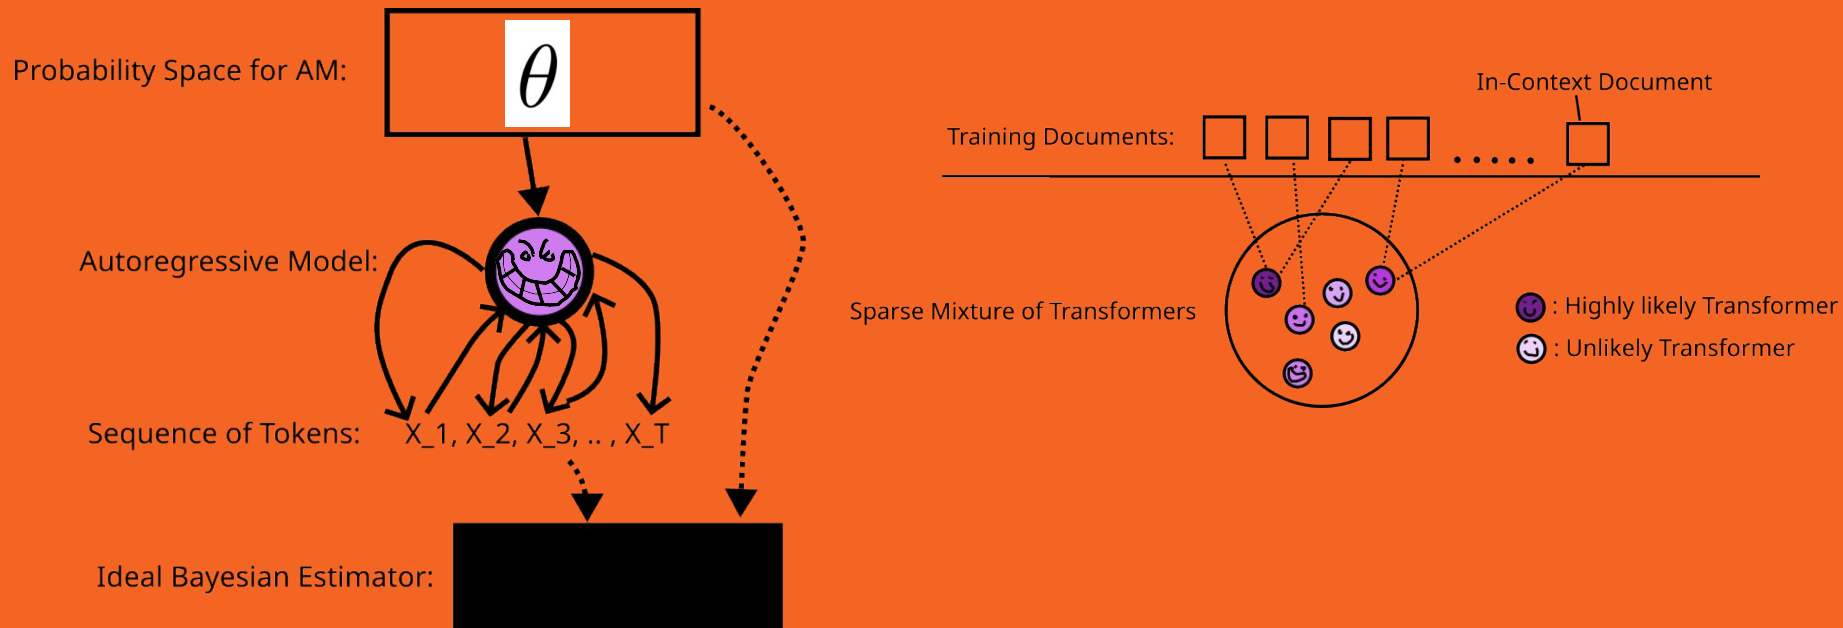 Probability Space for AM:
θ
Autoregressive Model:
Sequence of Tokens:
X_1, X_2, X_3, .. , X_T
Ideal Bayesian Estimator:
In-Context Document
Training Documents:
.....
Sparse Mixture of Transformers
: Highly likely Transformer
: Unlikely Transformer